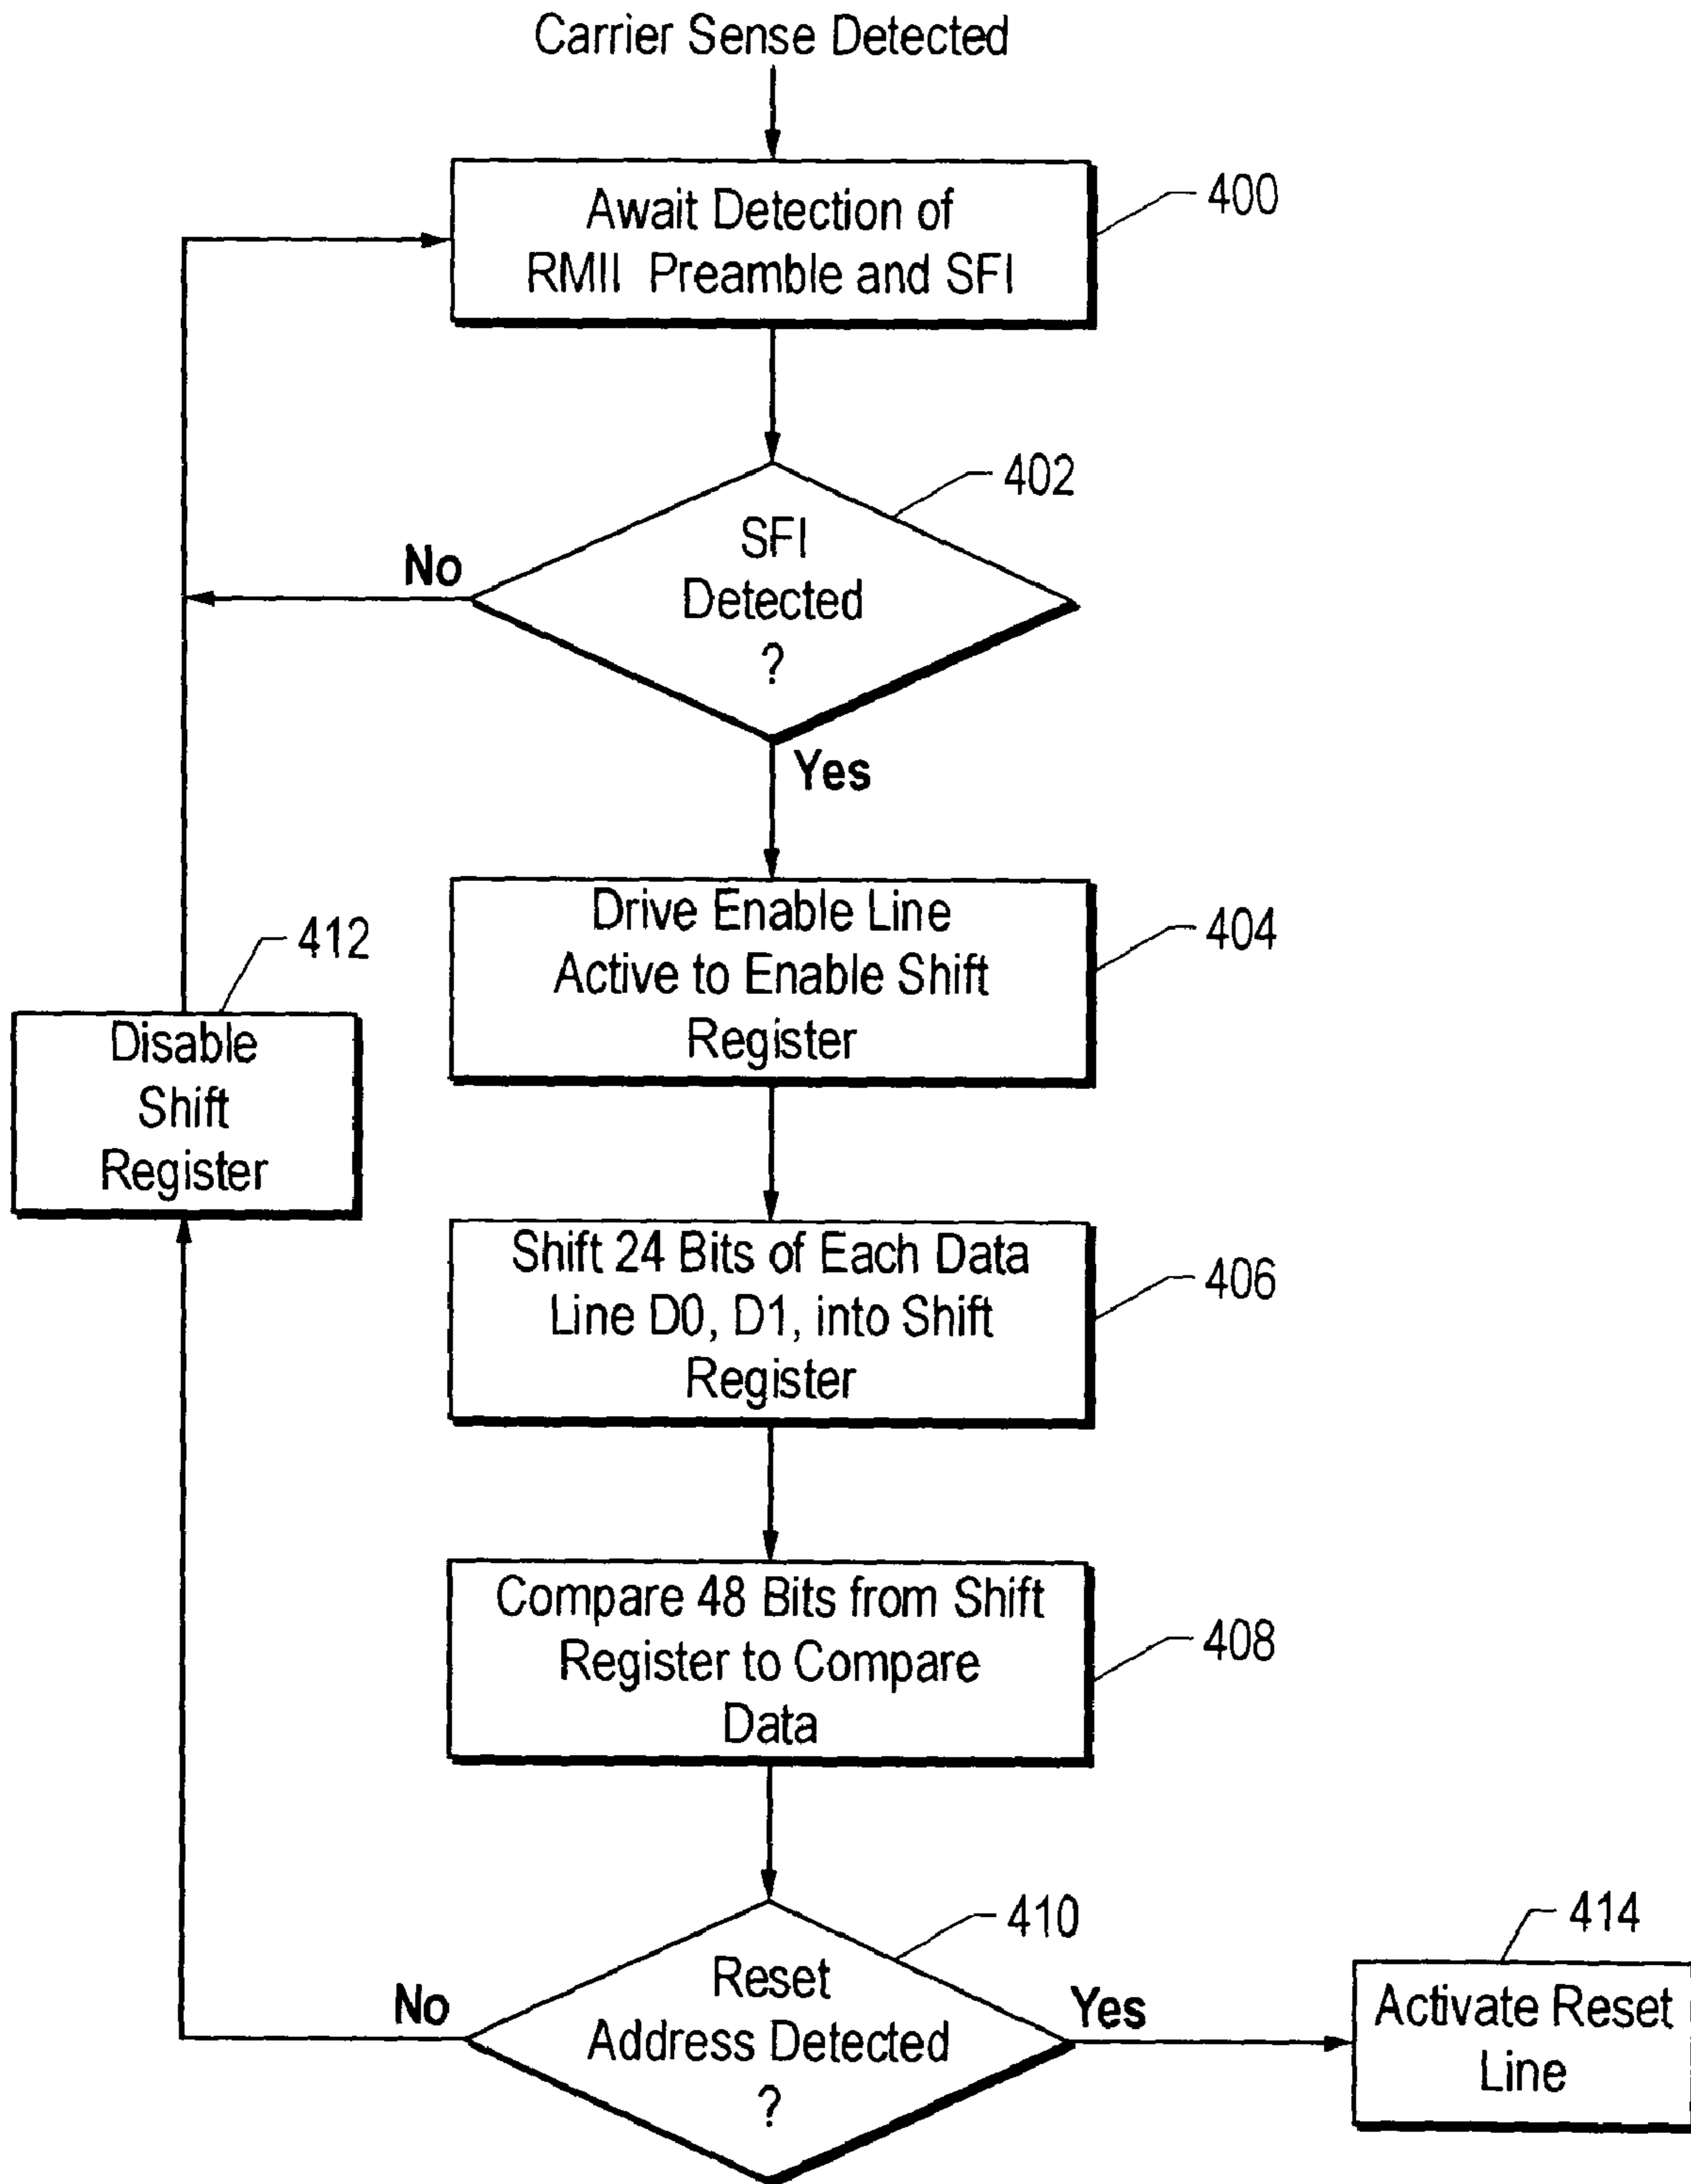 Carrier Sense Detected
Await Detection of
RMII Preamble and SFI
400
402
SFI
Detected
?
No
Yes
Drive Enable Line
Active to Enable Shift
Register
404
412
Disable
Shift
Register
Shift 24 Bits of Each Data
Line D0, D1, into Shift
Register
406
Compare 48 Bits from Shift
Register to Compare
Data
408
410
Reset
Address Detected
?
No
Yes
414
Activate Reset
Line